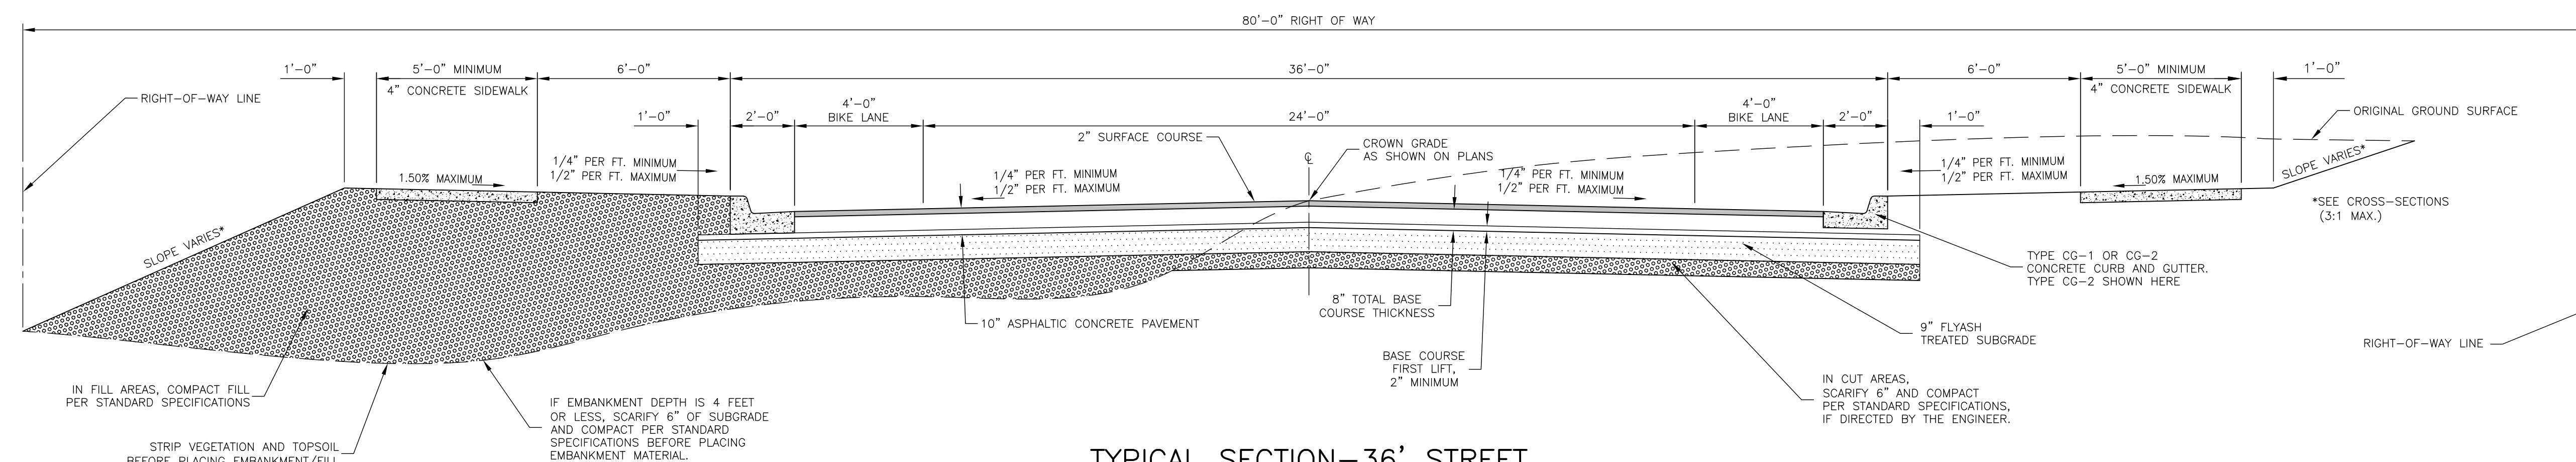 80'-0" RIGHT OF WAY
1'-0"
5'-0" MINIMUM
4" CONCRETE SIDEWALK
6'-0"
36'-0"
6'-0"
5'-0" MINIMUM
4" CONCRETE SIDEWALK
1'-0"
RIGHT-OF-WAY LINE
1'-0"
2'-0"
4'-0"
BIKE LANE
24'-0"
4'-0"
BIKE LANE
2'-0"
1'-0"
ORIGINAL GROUND SURFACE
2" SURFACE COURSE
CROWN GRADE
AS SHOWN ON PLANS
℄
1/4" PER FT. MINIMUM
1/2" PER FT. MAXIMUM
1.50% MAXIMUM
1/4" PER FT. MINIMUM
1/2" PER FT. MAXIMUM
1/4" PER FT. MINIMUM
1/2" PER FT. MAXIMUM
1/4" PER FT. MINIMUM
1/2" PER FT. MAXIMUM
1.50% MAXIMUM
SLOPE VARIES*
*SEE CROSS-SECTIONS
(3:1 MAX.)
SLOPE VARIES*
TYPE CG-1 OR CG-2
CONCRETE CURB AND GUTTER.
TYPE CG-2 SHOWN HERE
10" ASPHALTIC CONCRETE PAVEMENT
8" TOTAL BASE
COURSE THICKNESS
9" FLYASH
TREATED SUBGRADE
RIGHT-OF-WAY LINE
BASE COURSE
FIRST LIFT,
2" MINIMUM
IN FILL AREAS, COMPACT FILL
PER STANDARD SPECIFICATIONS
IF EMBANKMENT DEPTH IS 4 FEET
OR LESS, SCARIFY 6" OF SUBGRADE
AND COMPACT PER STANDARD
SPECIFICATIONS BEFORE PLACING
EMBANKMENT MATERIAL.
IN CUT AREAS,
SCARIFY 6" AND COMPACT
PER STANDARD SPECIFICATIONS,
IF DIRECTED BY THE ENGINEER.
STRIP VEGETATION AND TOPSOIL
BEFORE PLACING EMBANKMENT/FILL
TYPICAL SECTION-36' STREET